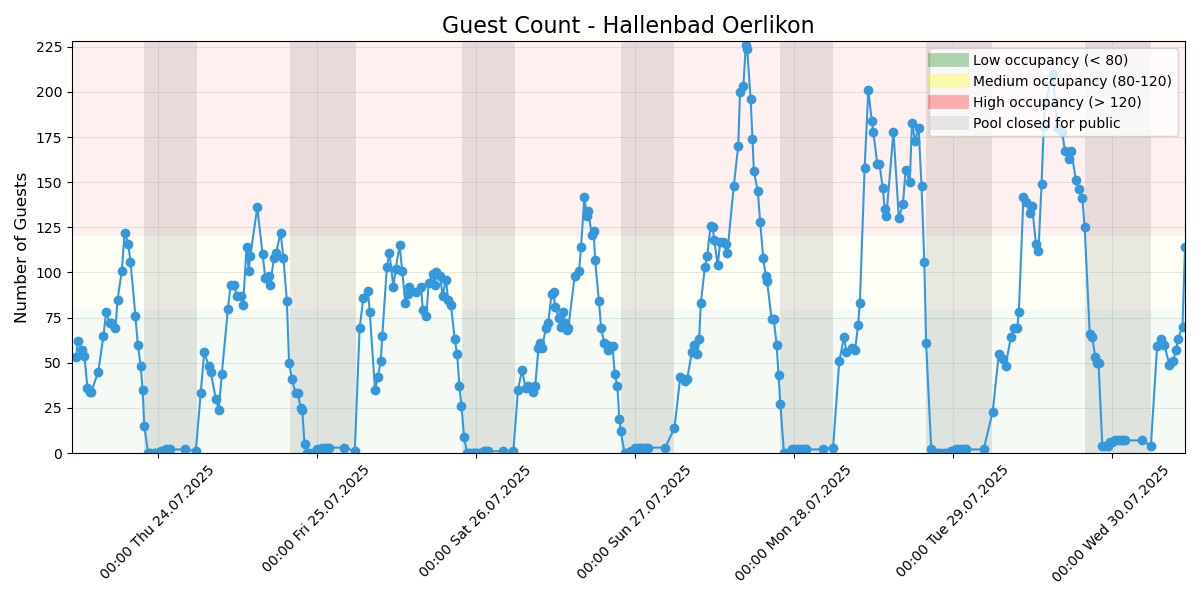 Guest Count - Hallenbad Oerlikon
Number of Guests
225
200
175
150
125
100
75
50
25
0
Low occupancy (< 80)
Medium occupancy (80-120)
High occupancy (> 120)
Pool closed for public
00:00 Thu 24.07.2025
00:00 Fri 25.07.2025
00:00 Sat 26.07.2025
00:00 Sun 27.07.2025
00:00 Mon 28.07.2025
00:00 Tue 29.07.2025
00:00 Wed 30.07.2025